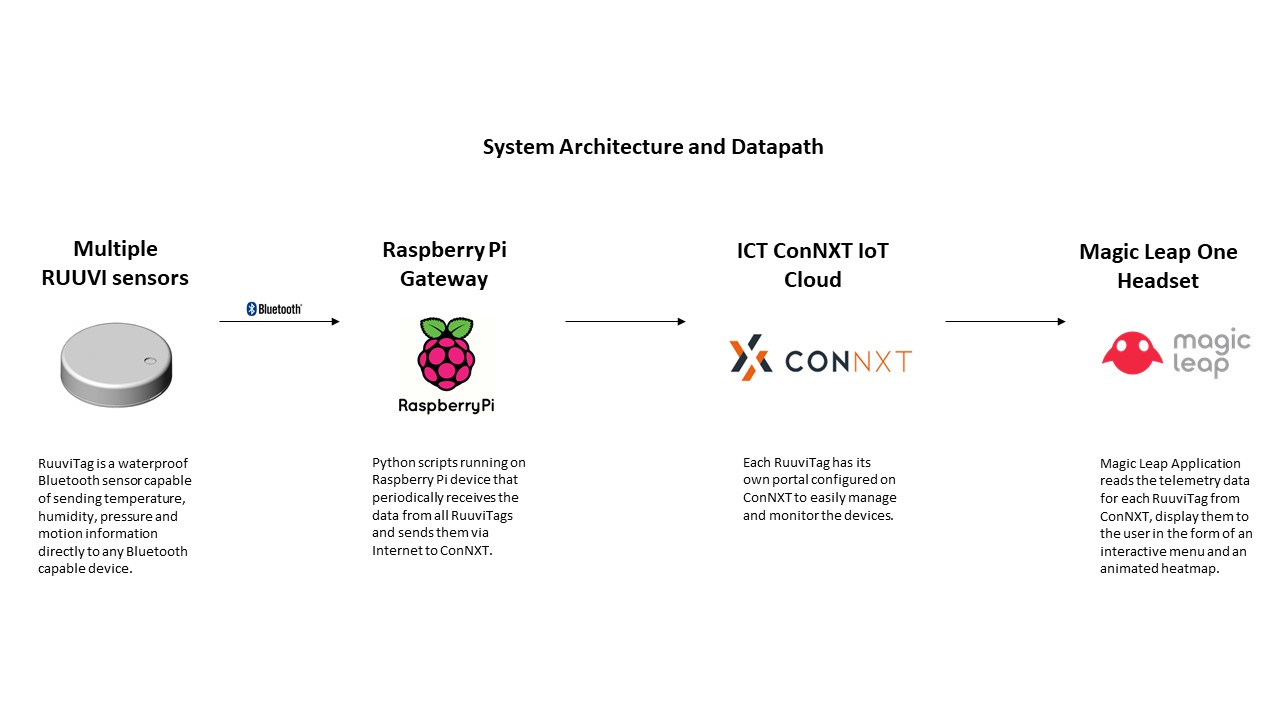 System Architecture and Datapath
Multiple
RUUVI sensors
Raspberry Pi
Gateway
ICT ConNXT IoT
Cloud
Magic Leap One
Headset
Bluetooth
RaspberryPi
CONNXT
magic
leap
RuuviTag is a waterproof
Bluetooth sensor capable
of sending temperature,
humidity, pressure and
motion information
directly to any Bluetooth
capable device.
Python scripts running on
Raspberry Pi device that
periodically receives the
data from all RuuviTags
and sends them via
Internet to ConNXT.
Each RuuviTag has its
own portal configured on
ConNXT to easily manage
and monitor the devices.
Magic Leap Application
reads the telemetry data
for each RuuviTag from
ConNXT, display them to
the user in the form of an
interactive menu and an
animated heatmap.